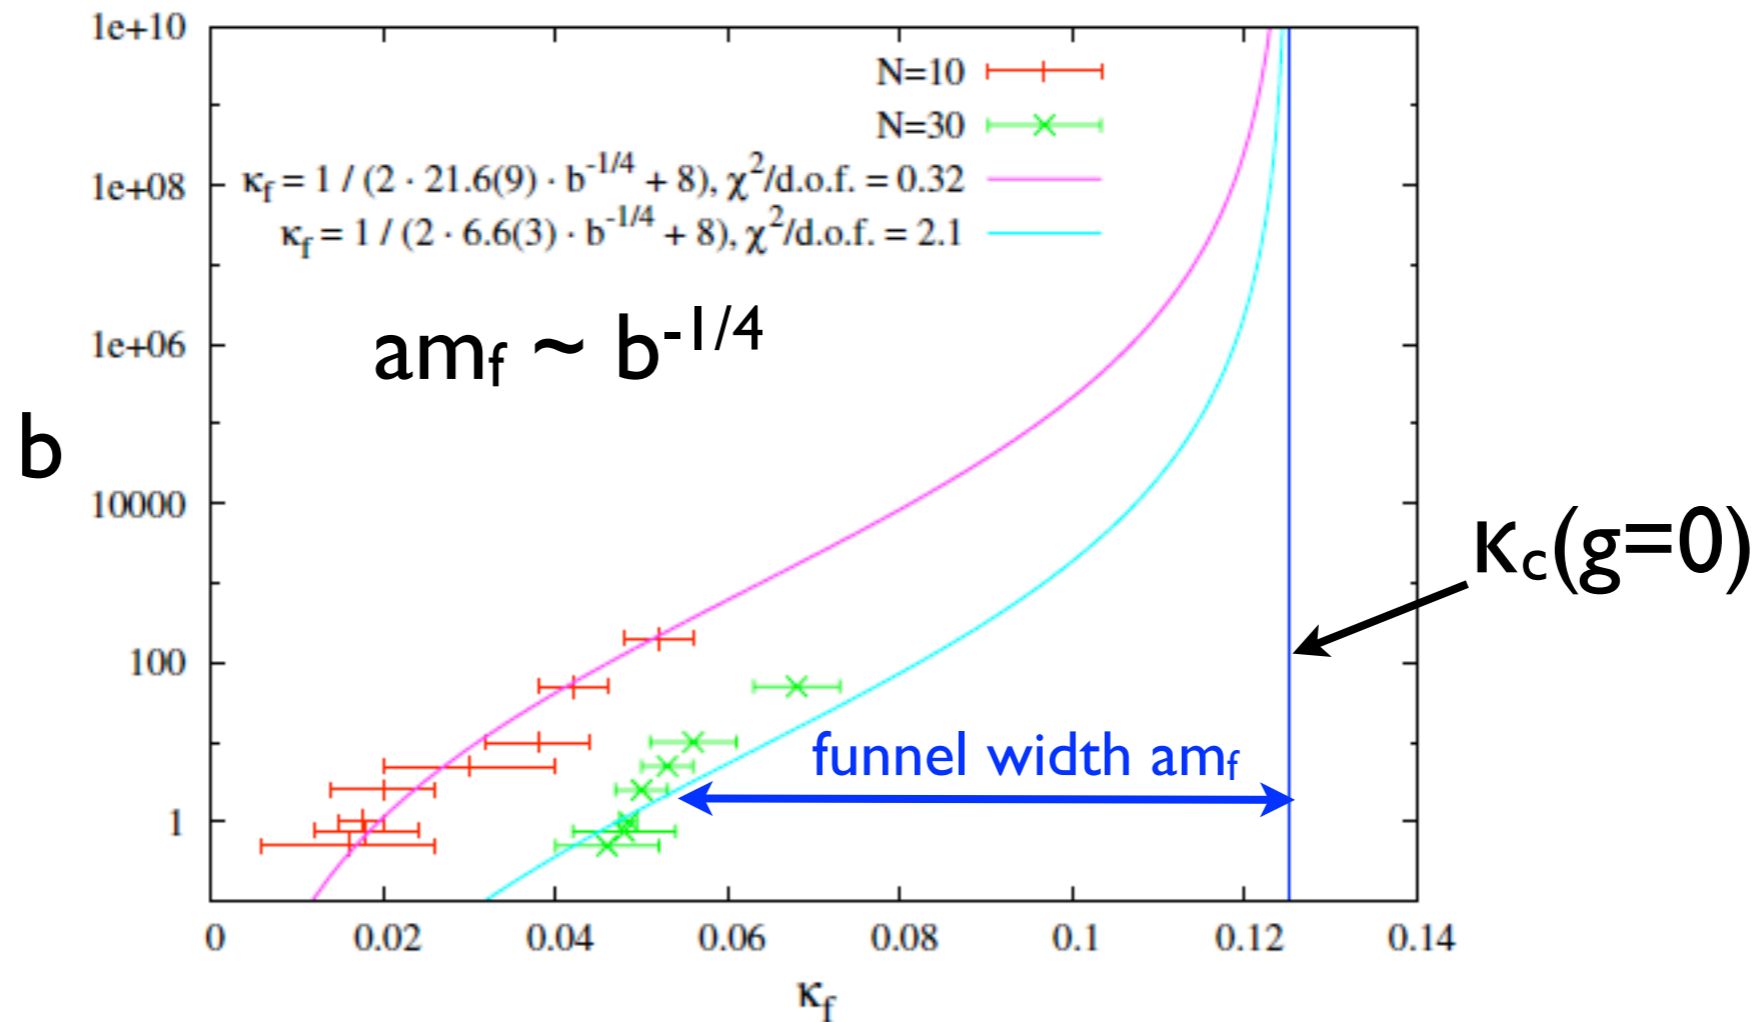 1e+10
N=10
N=30
κf = 1 / (2 · 21.6(9) · b-1/4 + 8), χ2/d.o.f. = 0.32
1e+08
κf = 1 / (2 · 6.6(3) · b-1/4 + 8), χ2/d.o.f. = 2.1
amf ~ b-1/4
1e+06
b
10000
κc(g=0)
100
funnel width amf
1
0 0.02 0.04 0.06 0.08 0.1 0.12 0.14
κf